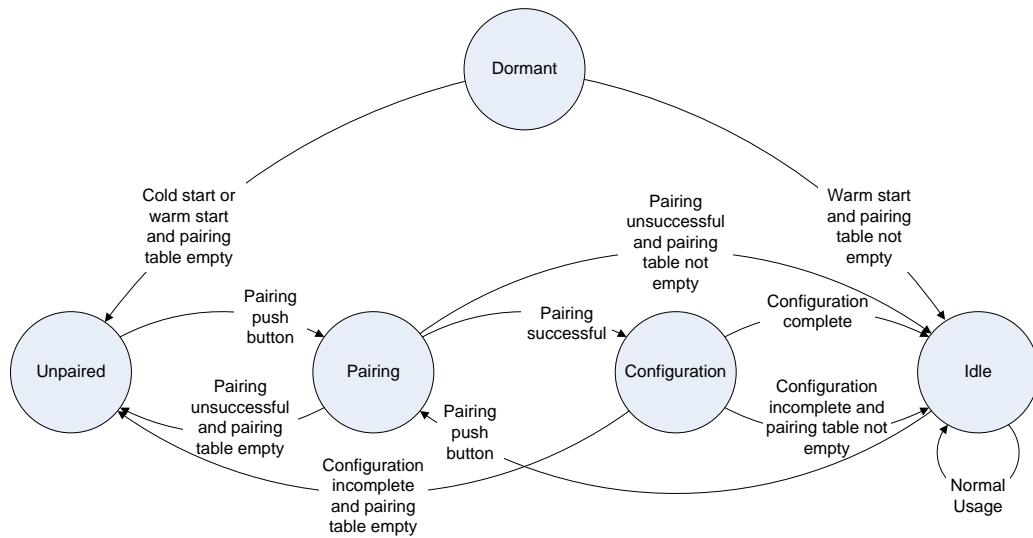 Dormant
Cold start or
warm start
and pairing
table empty
Pairing
unsuccessful
and pairing
table not
empty
Warm start
and pairing
table not
empty
Pairing
push
button
Pairing
successful
Configuration
complete
Unpaired
Pairing
Configuration
Idle
Pairing
unsuccessful
and pairing
table empty
Pairing
push
button
Configuration
incomplete and
pairing table not
empty
Configuration
incomplete
and pairing
table empty
Normal
Usage